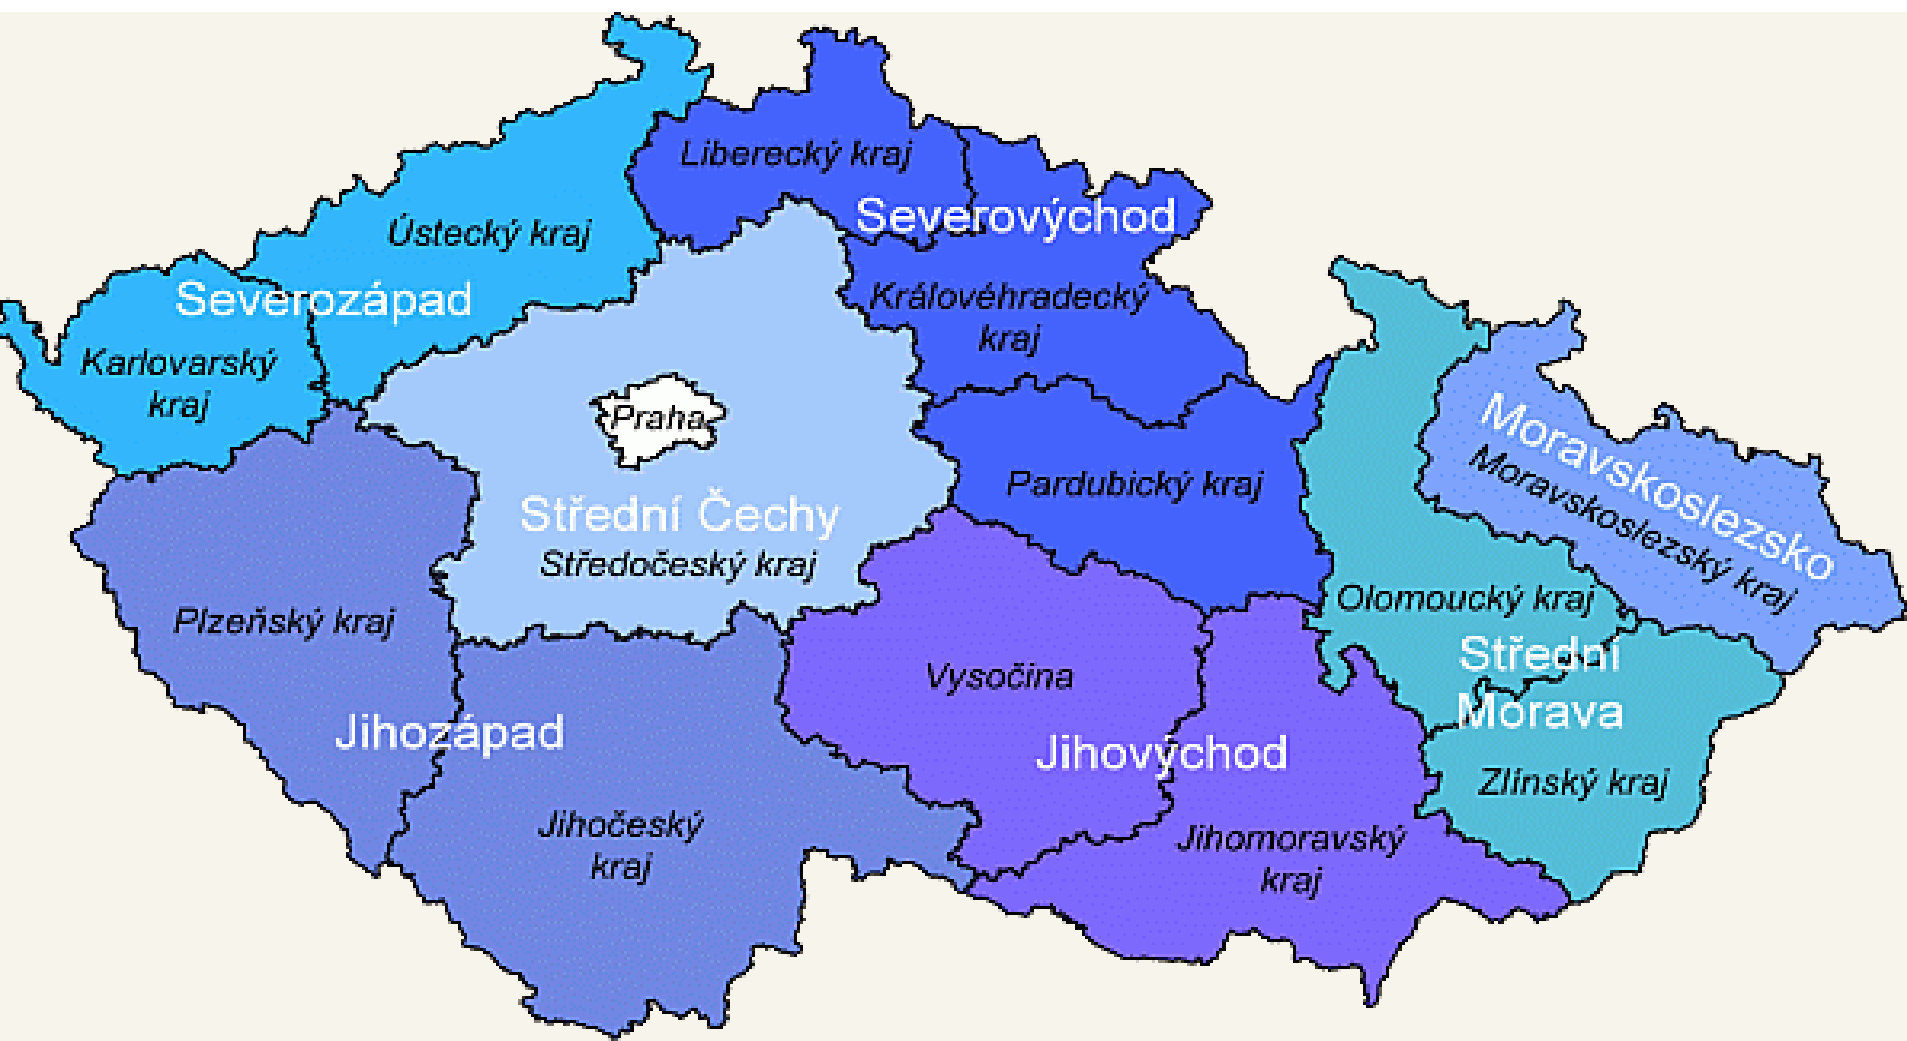 Liberecký kraj
Severovýchod
Ústecký kraj
Severozápad
Královéhradecký
kraj
Karlovarský
kraj
Praha
Moravskoslezsko
Moravskoslezský kraj
Pardubický kraj
Střední Čechy
Středočeský kraj
Olomoucký kraj
Plzeňský kraj
Střední
Morava
Vysočina
Jihozápad
Jihovýchod
Zlínský kraj
Jihočeský
kraj
Jihomoravský
kraj